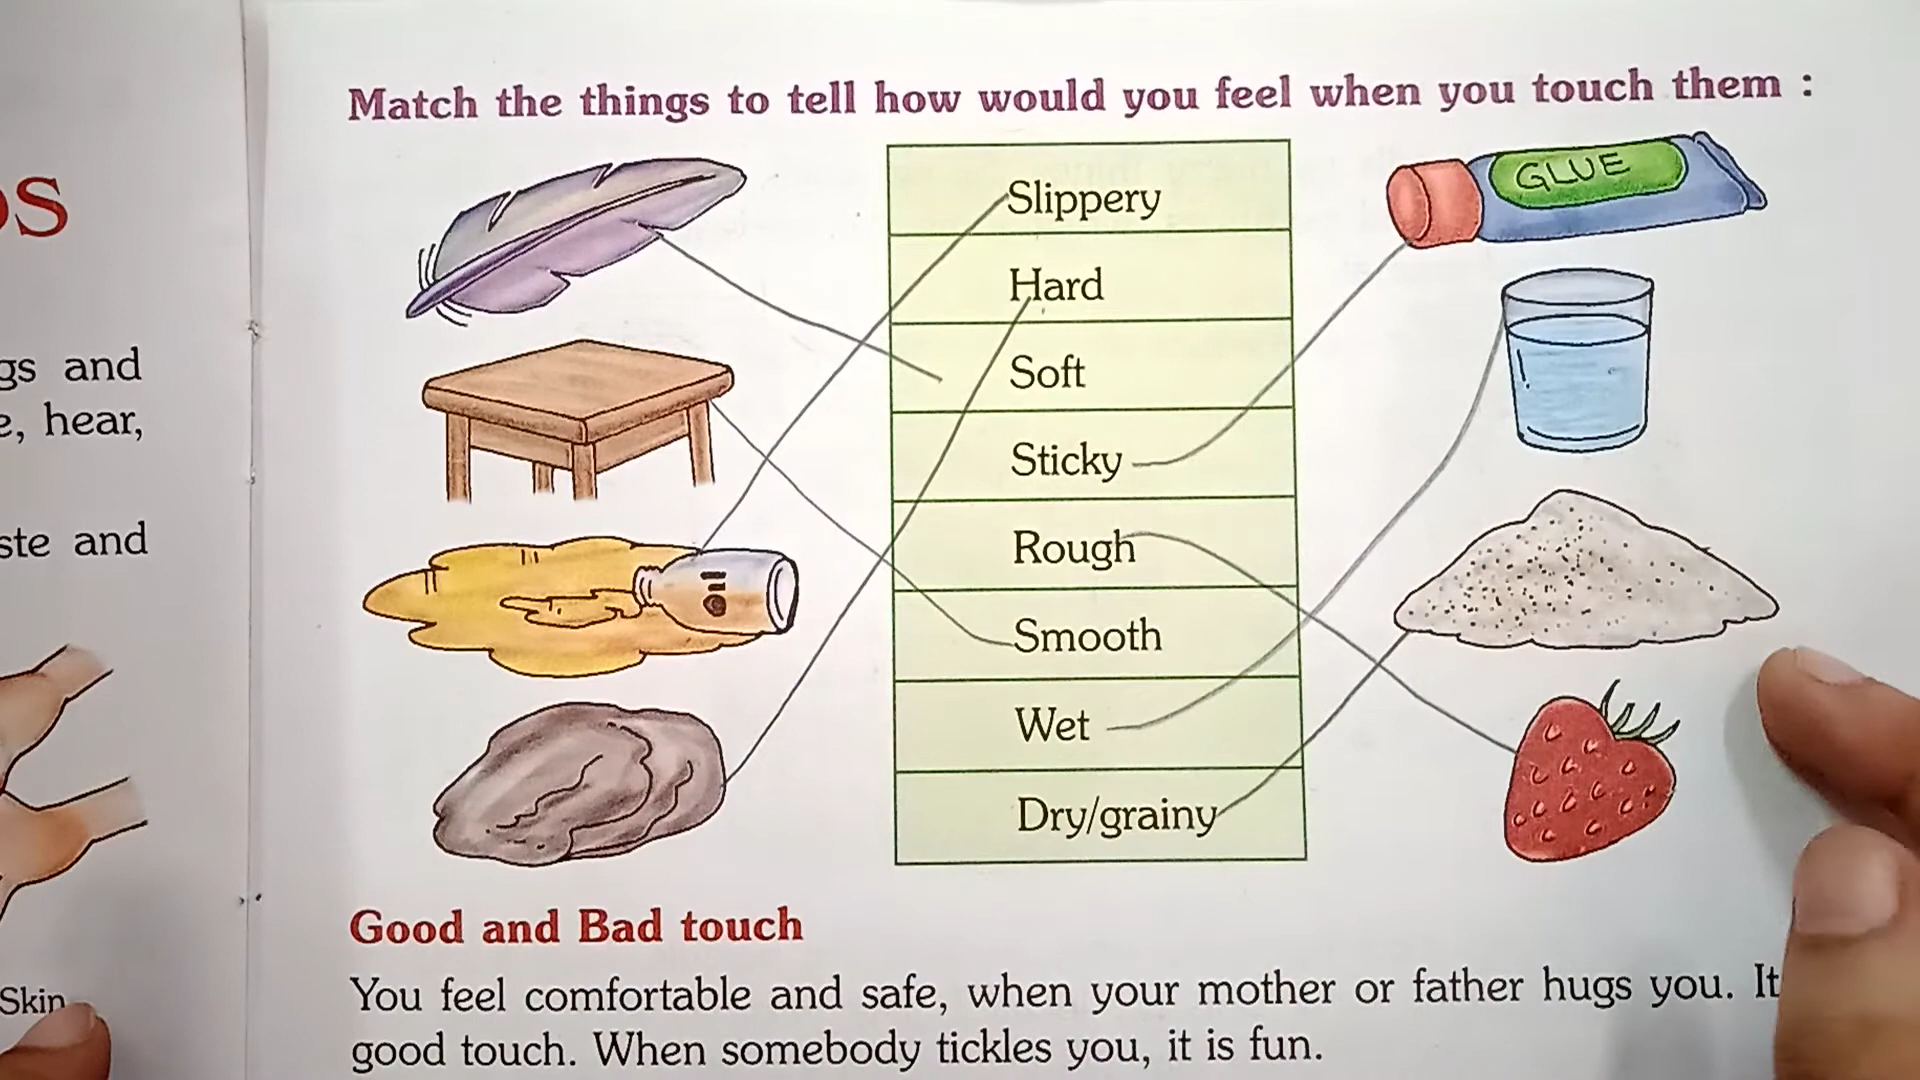 Match the things to tell how would you feel when you touch them :
GLUE
Slippery
Hard
Soft
Sticky
Rough
Smooth
Wet
Dry/grainy
OIL
gs and
hear,
ste and
Skin
Good and Bad touch
You feel comfortable and safe, when your mother or father hugs you. It
good touch. When somebody tickles you, it is fun.